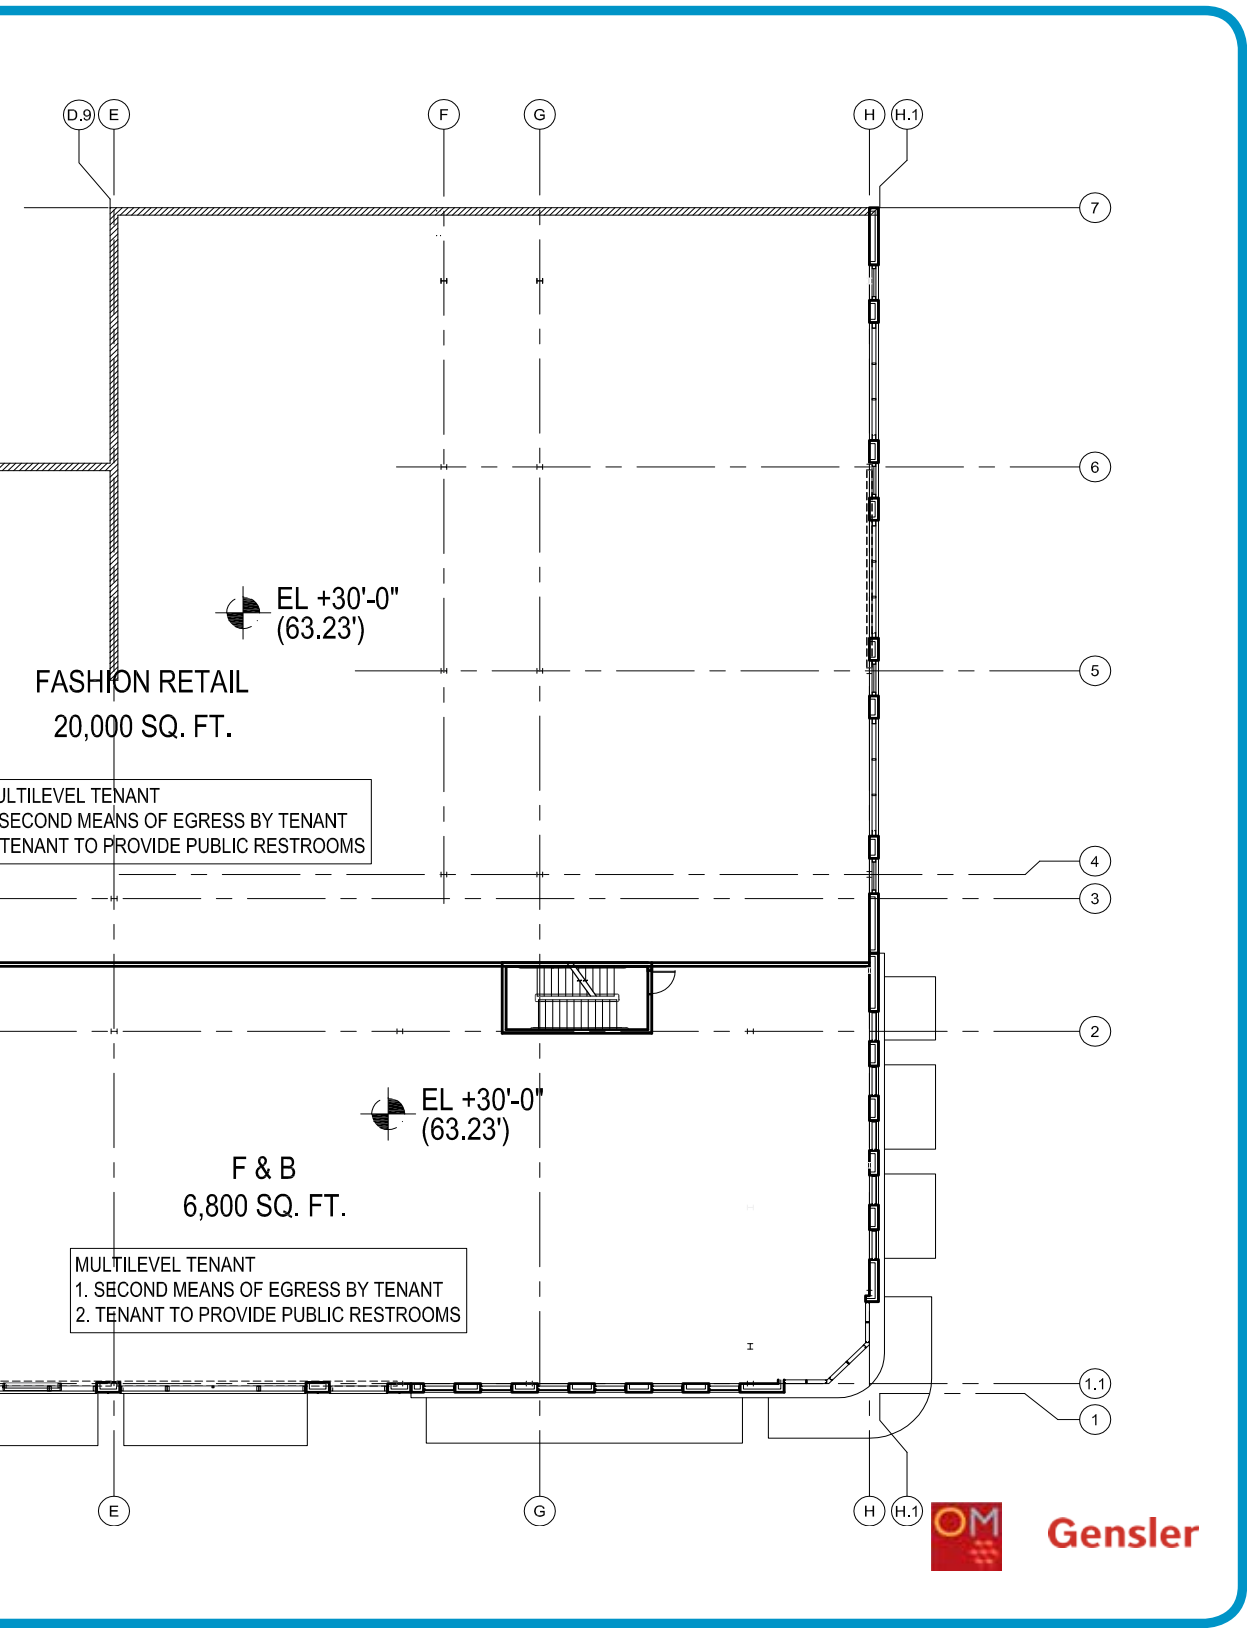 D.9 E F G H H.1
7
6
EL +30'-0"
(63.23')
5
FASHION RETAIL
20,000 SQ. FT.
TENANT
SECOND MEANS OF EGRESS BY TENANT
TENANT TO PROVIDE PUBLIC RESTROOMS
4
3
2
EL +30'-0"
(63.23')
F & B
6,800 SQ. FT.
MULTILEVEL TENANT
1. SECOND MEANS OF EGRESS BY TENANT
2. TENANT TO PROVIDE PUBLIC RESTROOMS
1.1
1
E G H H.1
OM
Gensler